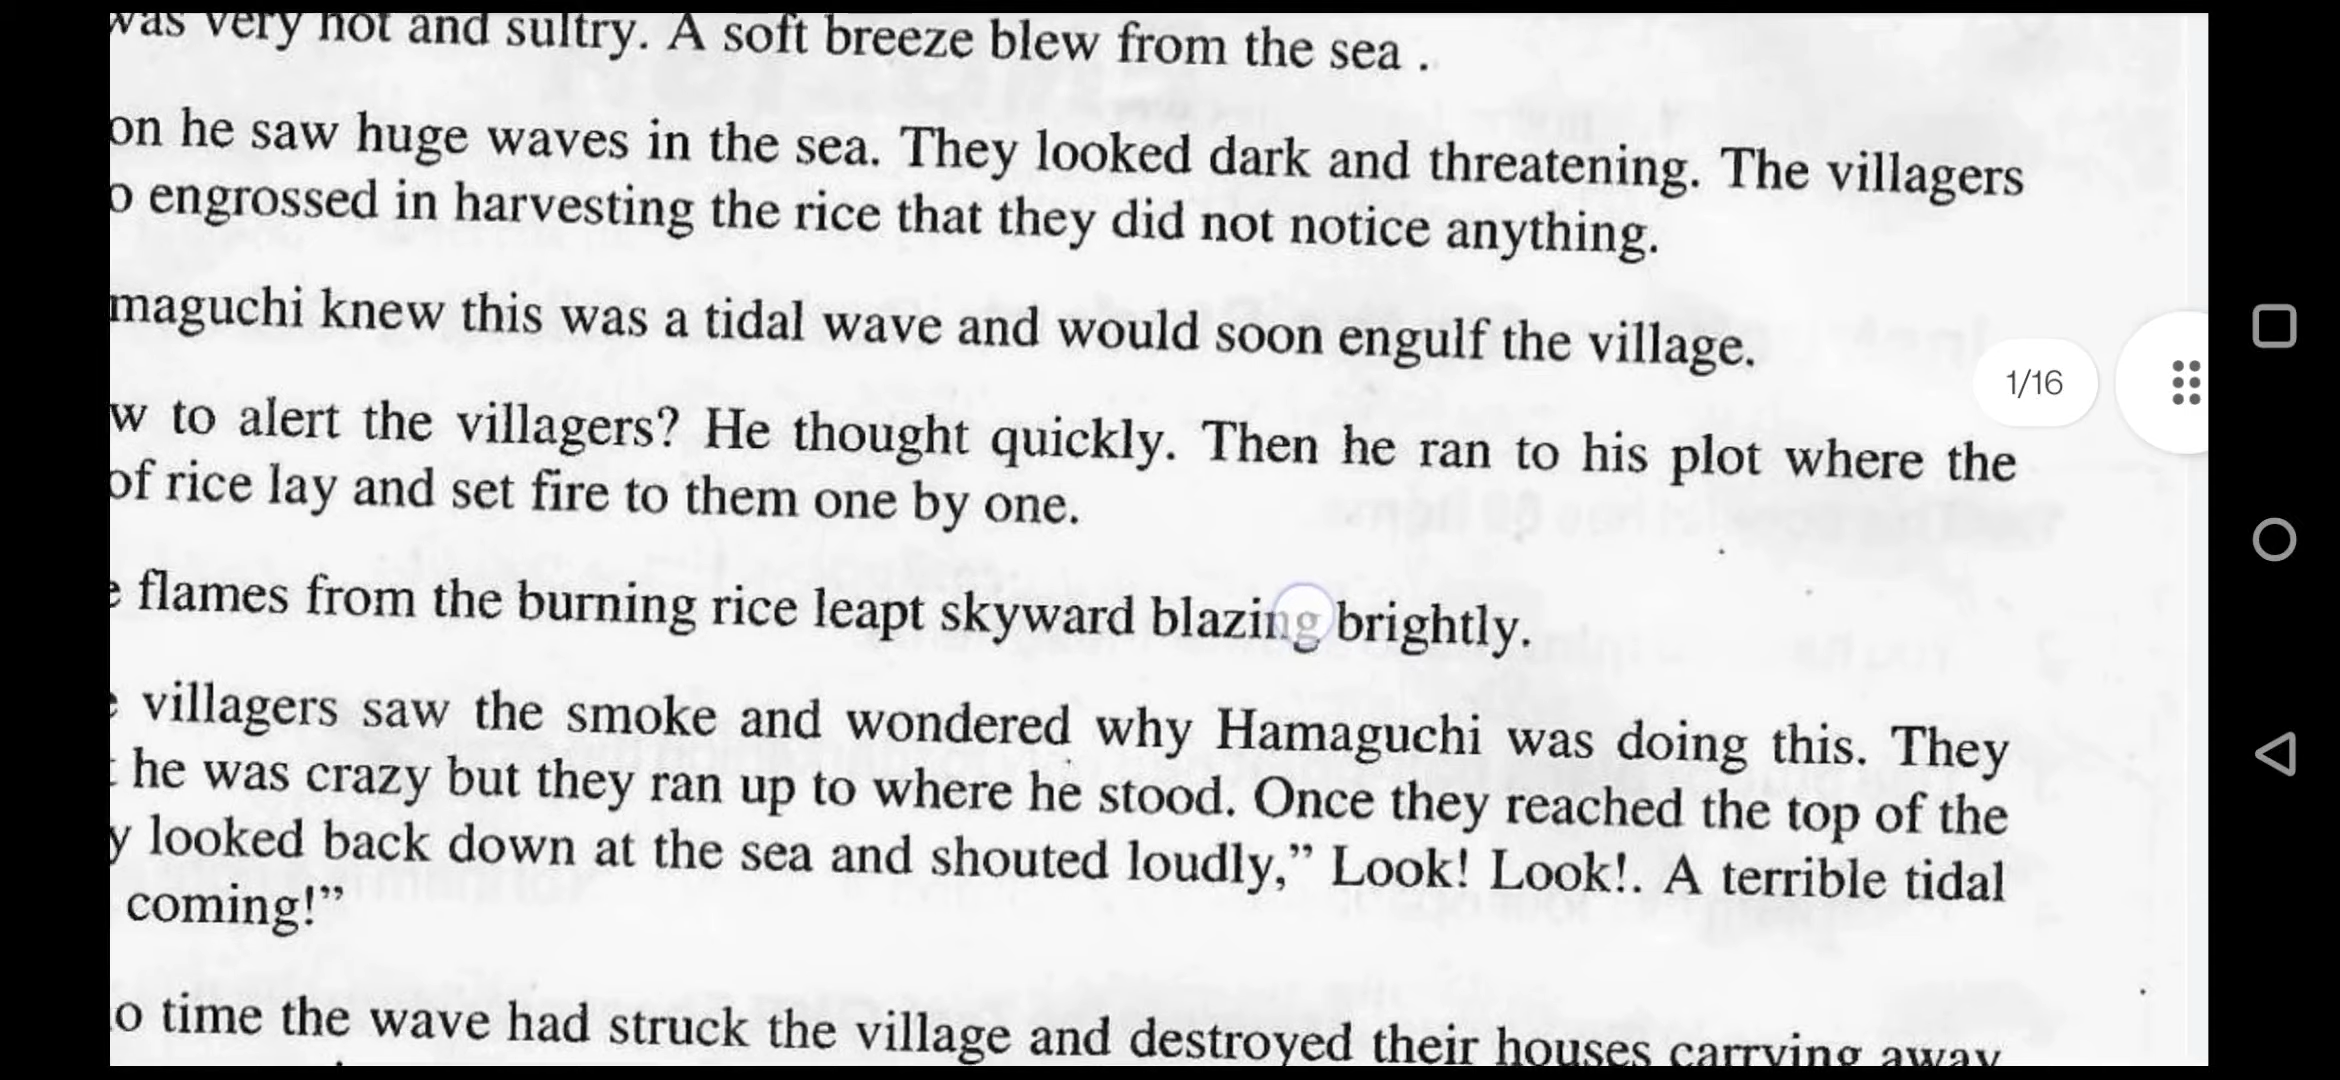 was very hot and sultry. A soft breeze blew from the sea .
on he saw huge waves in the sea. They looked dark and threatening. The villagers
o engrossed in harvesting the rice that they did not notice anything.
maguchi knew this was a tidal wave and would soon engulf the village.
1/16
w to alert the villagers? He thought quickly. Then he ran to his plot where the
of rice lay and set fire to them one by one.
e flames from the burning rice leapt skyward blazing brightly.
e villagers saw the smoke and wondered why Hamaguchi was doing this. They
he was crazy but they ran up to where he stood. Once they reached the top of the
y looked back down at the sea and shouted loudly,” Look! Look!. A terrible tidal
coming!”
o time the wave had struck the village and destroyed their houses carrying away